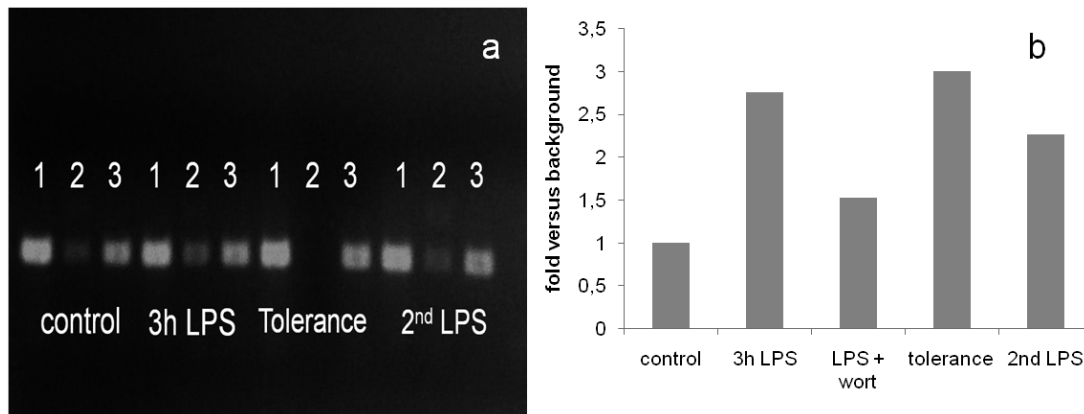 a
1 2 3 1 2 3 1 2 3 1 2 3
control 3h LPS Tolerance 2nd LPS
b
fold versus background
3,5
3
2,5
2
1,5
1
0,5
0
control 3h LPS LPS + wort tolerance 2nd LPS